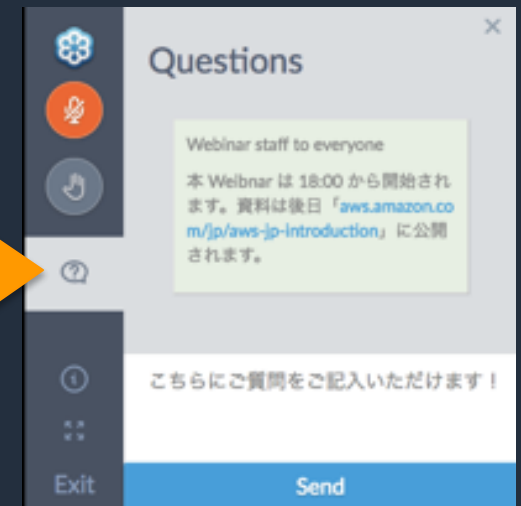 Questions
Webinar staff to everyone
本 Weibnar は 18:00 から開始され
ます。資料は後日「aws.amazon.co
m/jp/aws-jp-introduction」に公開
されます。
こちらにご質問をご記入いただけます！
Exit
Send